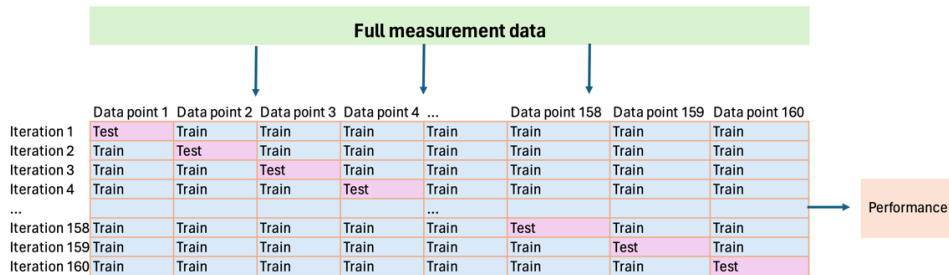 Full measurement data
Data point 1 Data point 2 Data point 3 Data point 4 ... Data point 158 Data point 159 Data point 160
Iteration 1 Test Train Train Train Train Train Train Train
Iteration 2 Train Test Train Train Train Train Train Train
Iteration 3 Train Train Test Train Train Train Train Train
Iteration 4 Train Train Train Test Train Train Train Train
... ...
Performance
Iteration 158 Train Train Train Train Train Test Train Train
Iteration 159 Train Train Train Train Train Train Test Train
Iteration 160 Train Train Train Train Train Train Train Test